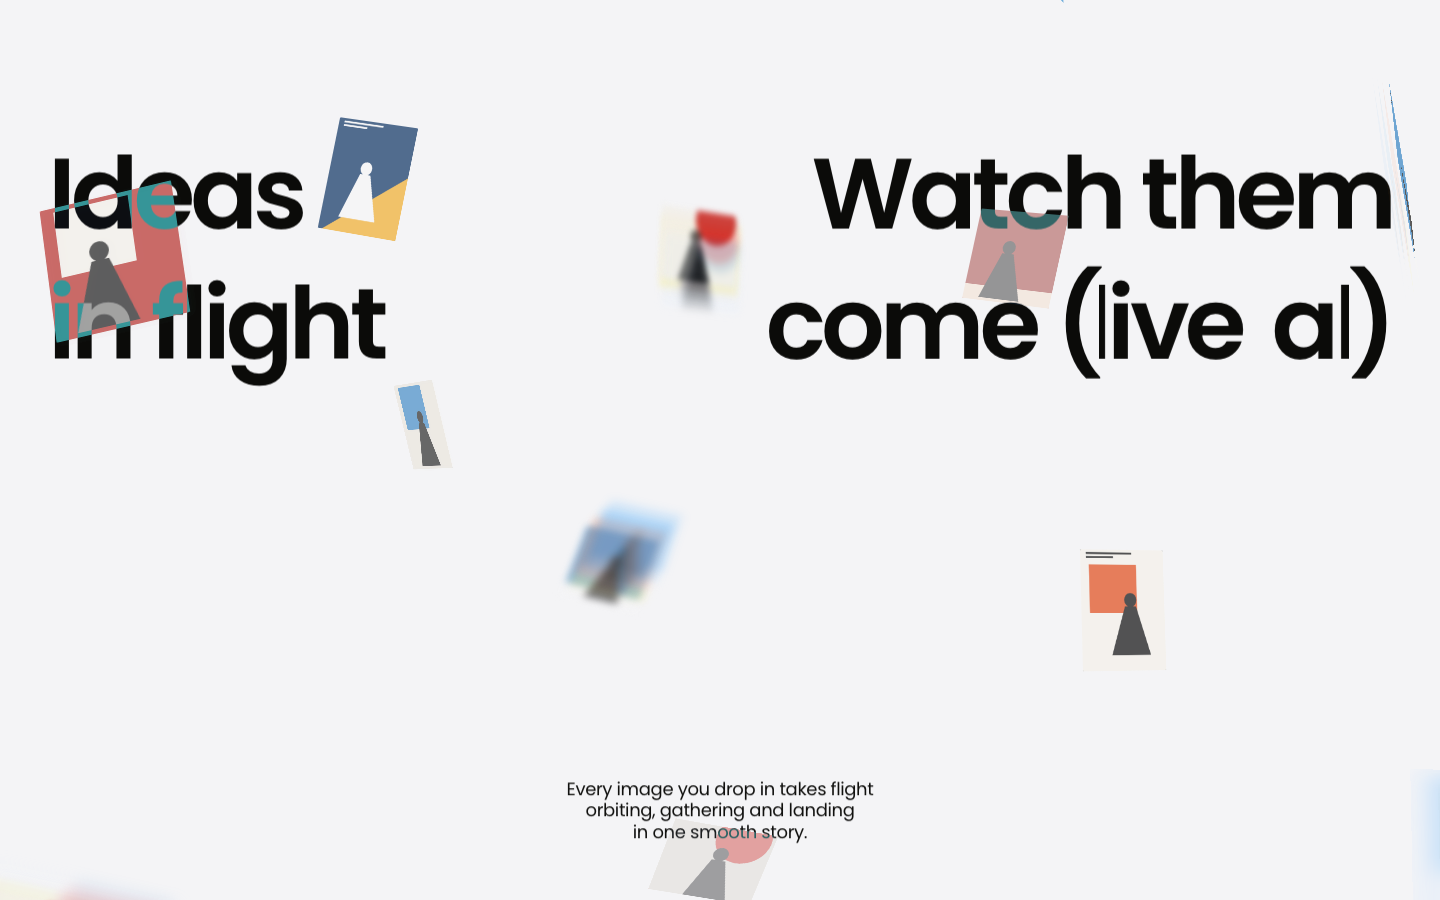 Ideas
in flight
Watch them
come (live al)
Every image you drop in takes flight
orbiting, gathering and landing
in one smooth story.